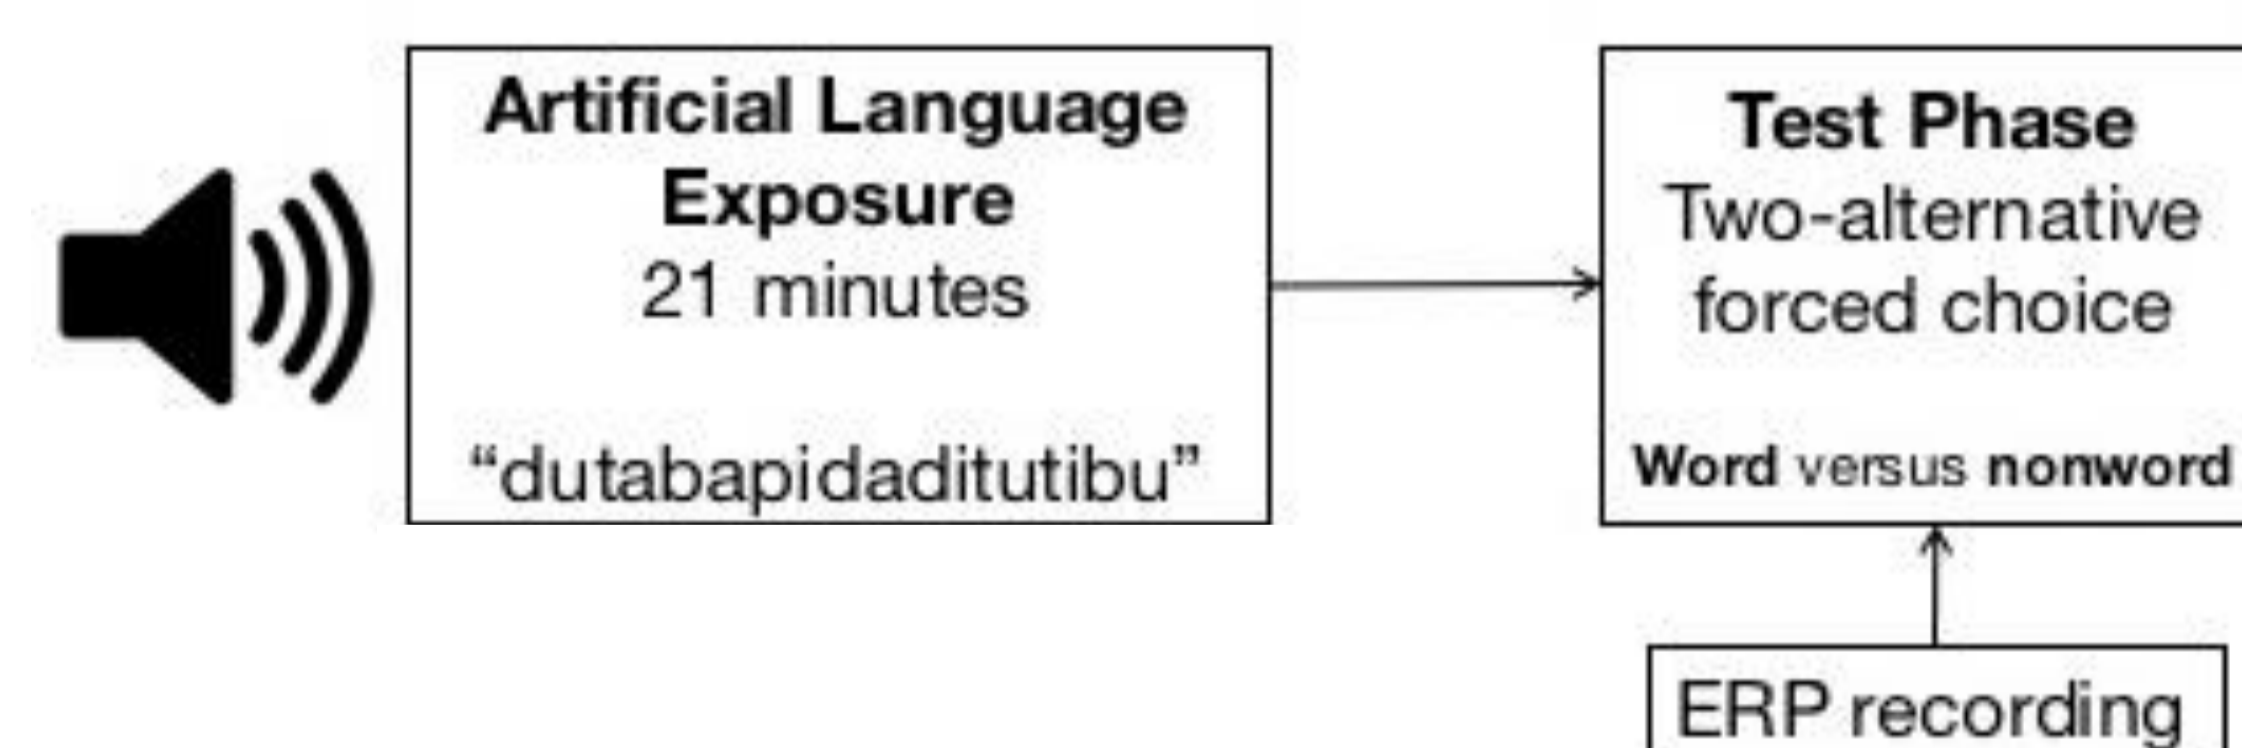 Artificial Language
Exposure
21 minutes
“dutabapidaditutibu”
Test Phase
Two-alternative
forced choice
Word versus nonword
ERP recording